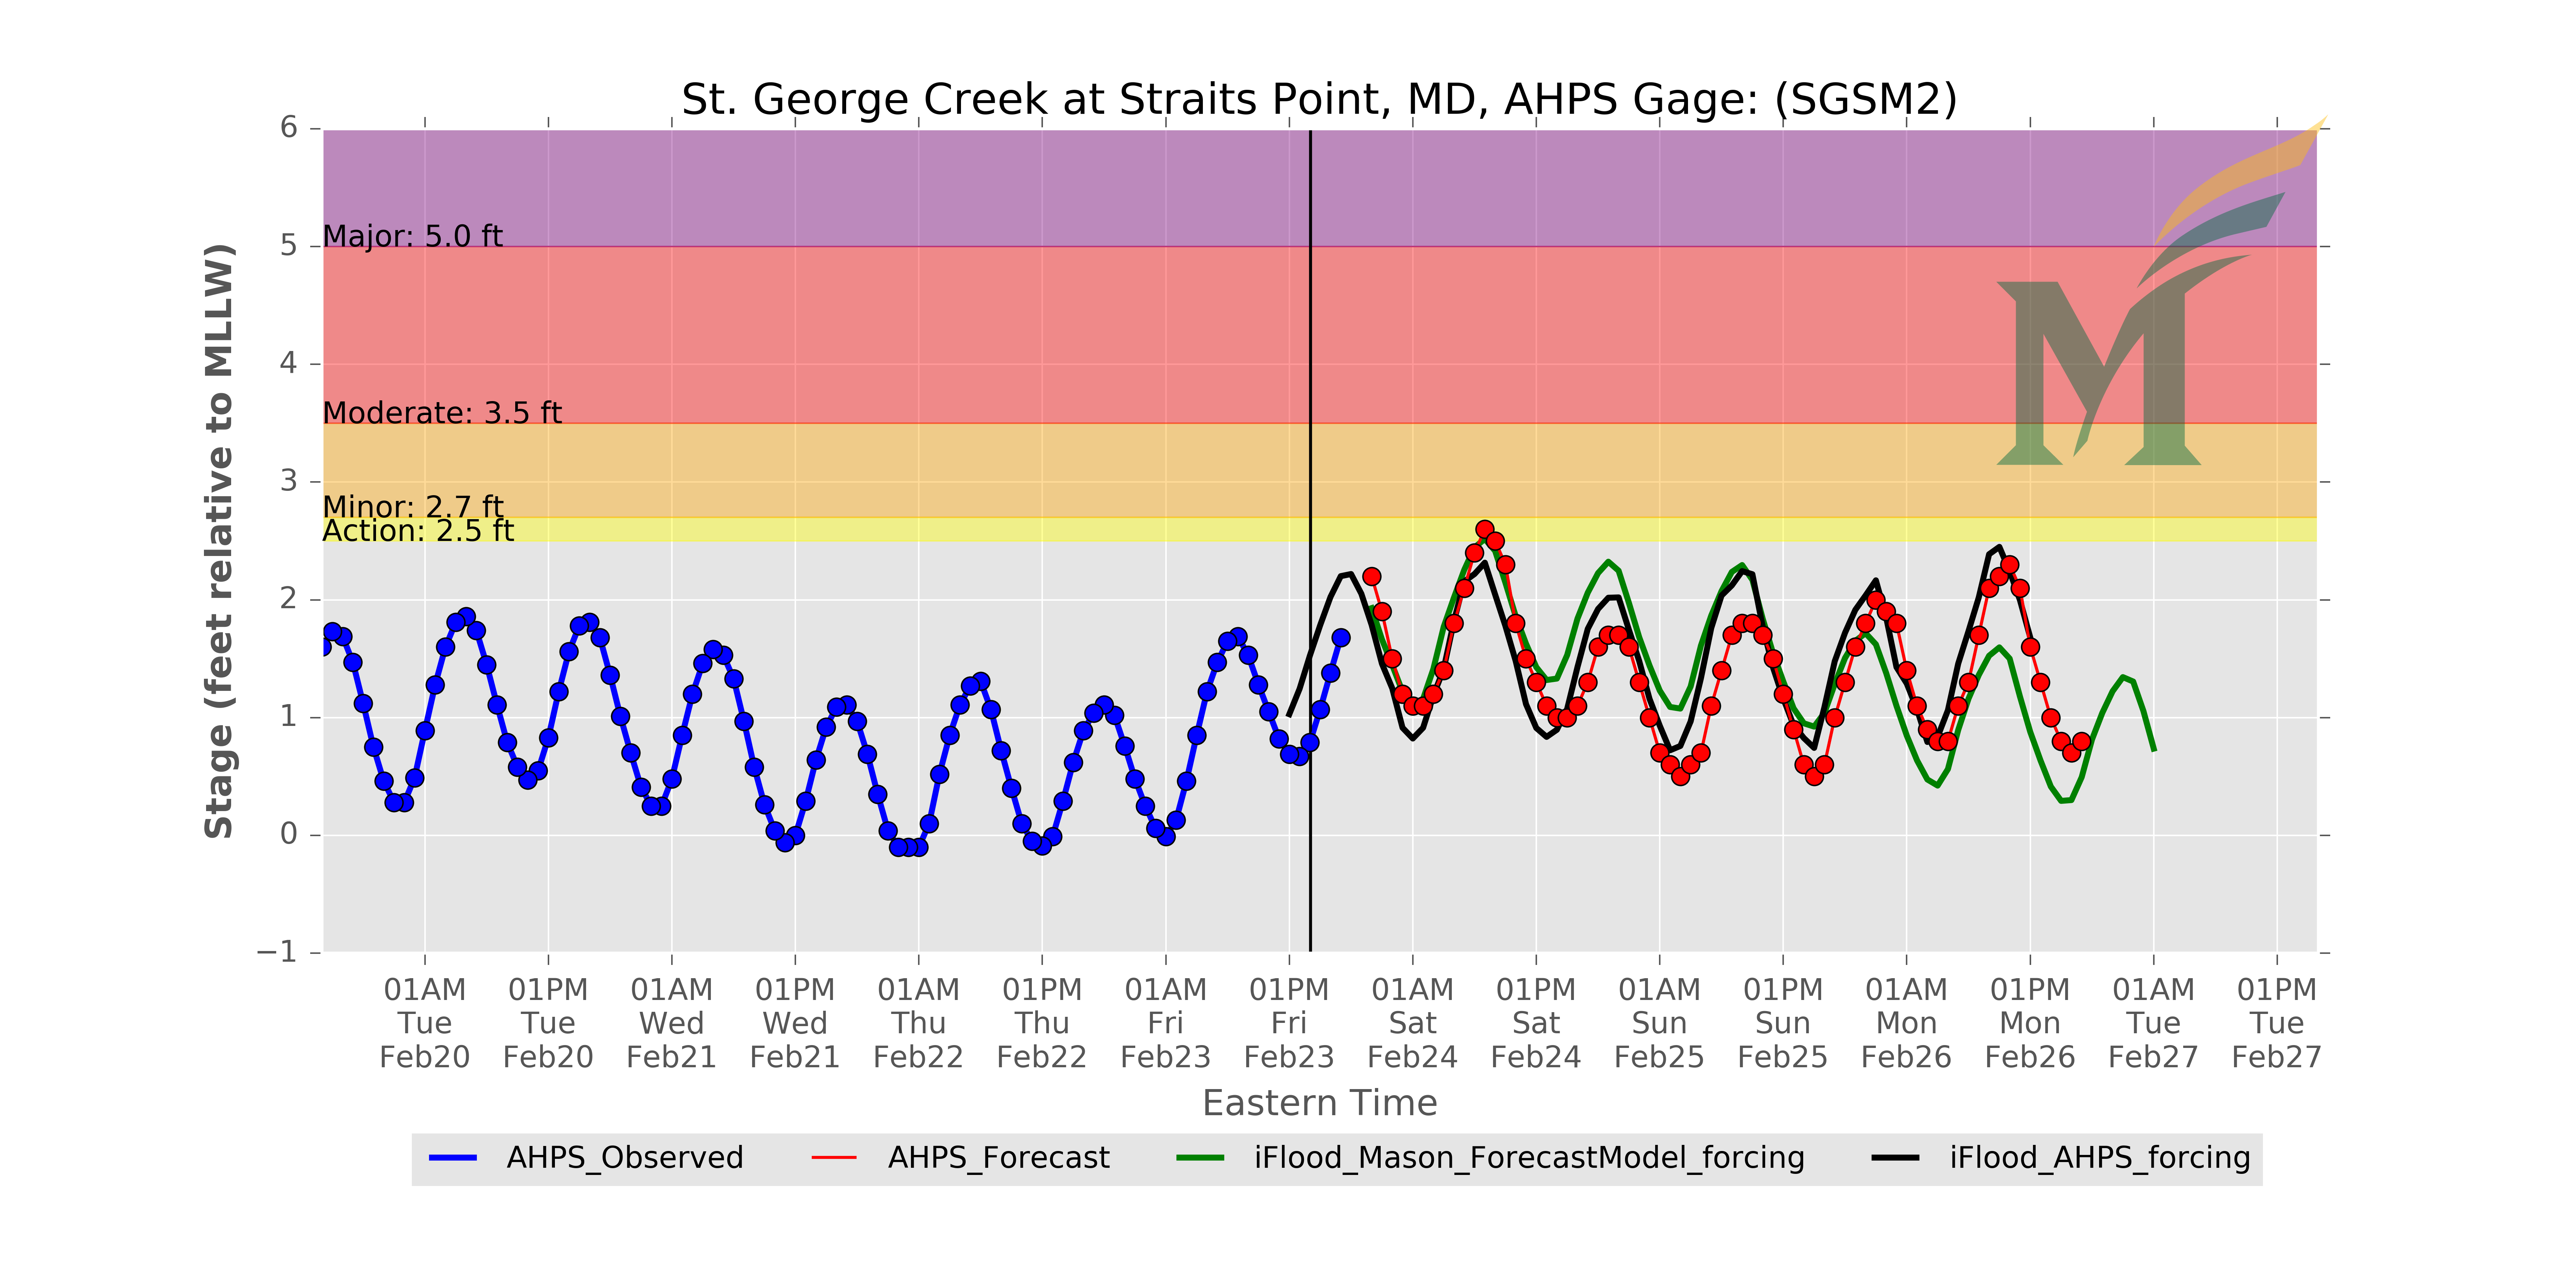 St. George Creek at Straits Point, MD, AHPS Gage: (SGSM2)
6
5
4
3
2
1
0
−1
Stage (feet relative to MLLW)
Major: 5.0 ft
Moderate: 3.5 ft
Minor: 2.7 ft
Action: 2.5 ft
M
01AM 01PM 01AM 01PM 01AM 01PM 01AM 01PM 01AM 01PM 01AM 01PM 01AM 01PM 01AM 01PM
Tue Tue Wed Wed Thu Thu Fri Fri Sat Sat Sun Sun Mon Mon Tue Tue
Feb20 Feb20 Feb21 Feb21 Feb22 Feb22 Feb23 Feb23 Feb24 Feb24 Feb25 Feb25 Feb26 Feb26 Feb27 Feb27
Eastern Time
AHPS_Observed AHPS_Forecast iFlood_Mason_ForecastModel_forcing iFlood_AHPS_forcing